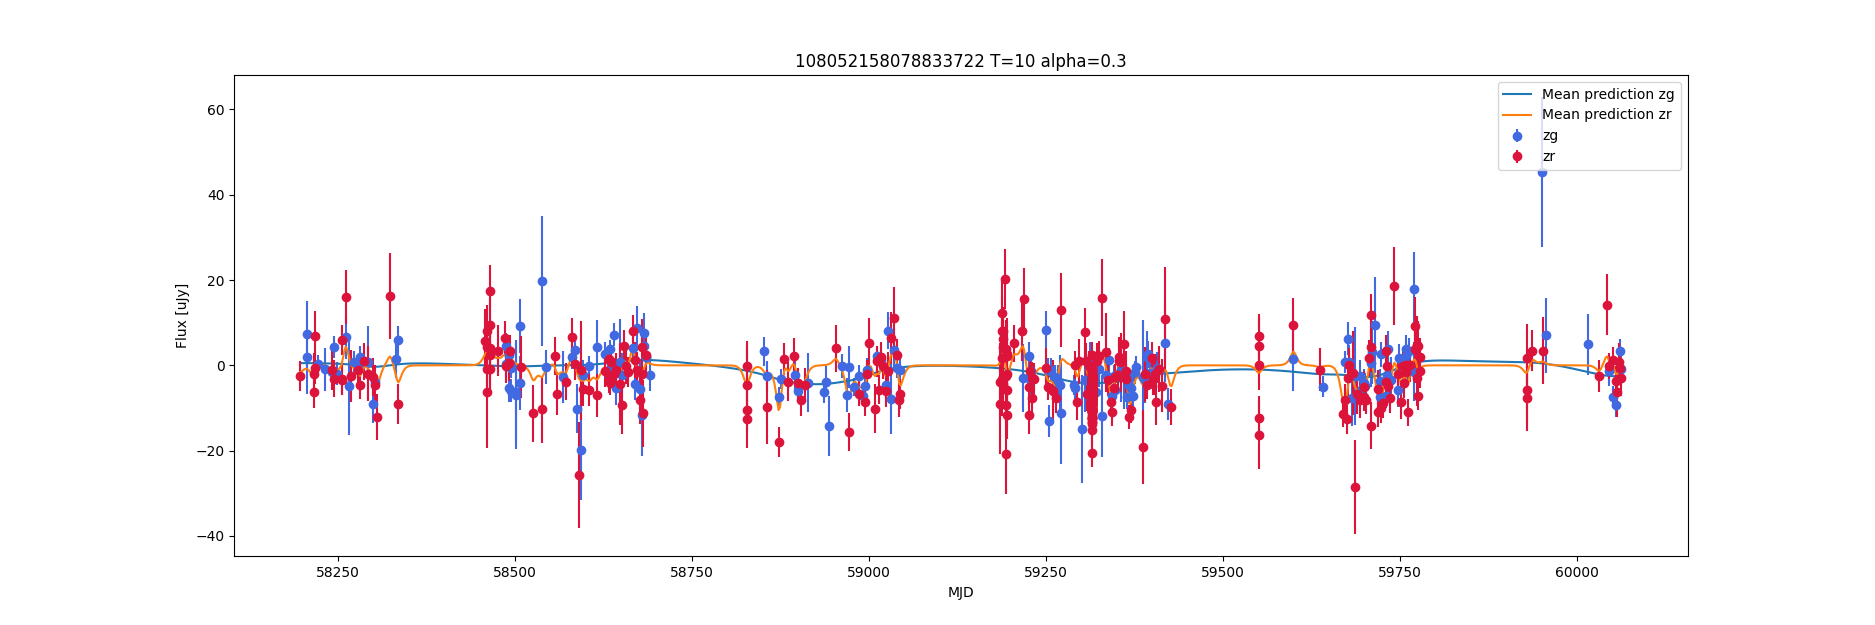 108052158078833722 T=10 alpha=0.3
Mean prediction zg
Mean prediction zr
zg
zr
60
40
20
0
−20
−40
Flux [uJy]
58250 58500 58750 59000 59250 59500 59750 60000
MJD